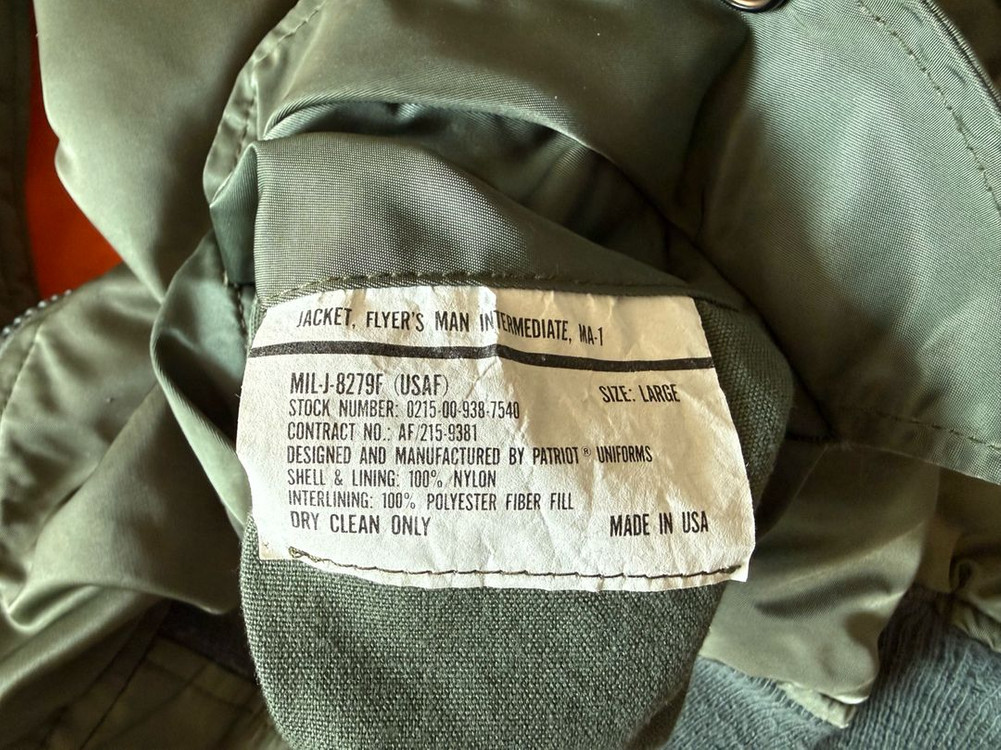 JACKET, FLYER'S MAN INTERMEDIATE, MA-1
MIL-J-8279F (USAF) SIZE: LARGE
STOCK NUMBER: 0215-00-938-7540
CONTRACT NO.: AF/215-9381
DESIGNED AND MANUFACTURED BY PATRIOT® UNIFORMS
SHELL & LINING: 100% NYLON
INTERLINING: 100% POLYESTER FIBER FILL
DRY CLEAN ONLY MADE IN USA